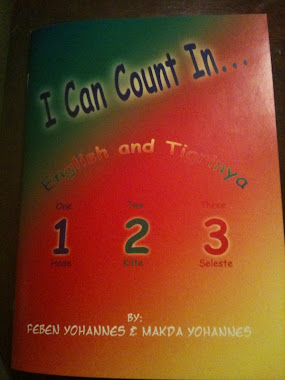 I Can Count In...
English and Tigrinya
One Two Three
1 2 3
Hade Kilte Seleste
BY:
FEBEN YOHANNES & MAKDA YOHANNES